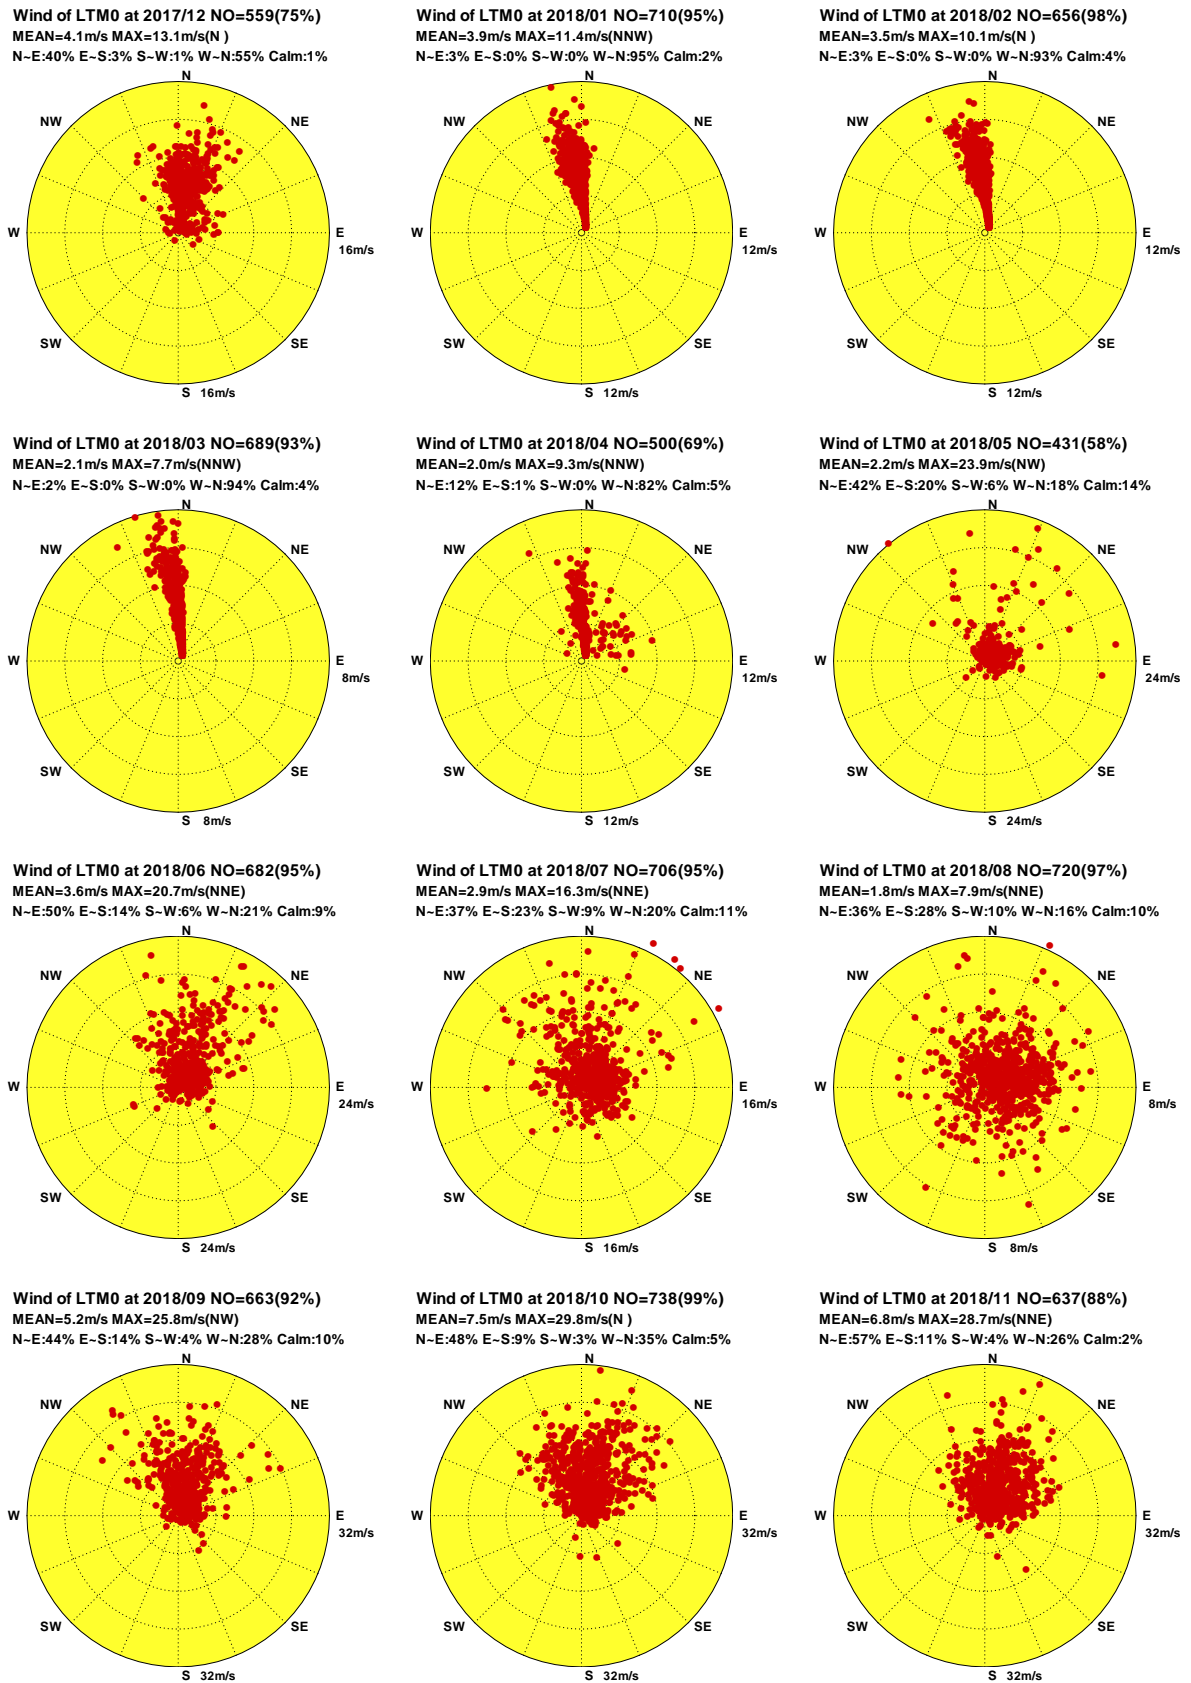 Wind of LTM0 at 2017/12 NO=559(75%)
MEAN=4.1m/s MAX=13.1m/s(N )
N~E:40% E~S:3% S~W:1% W~N:55% Calm:1%
N
NW
NE
W
E
16m/s
SW
SE
S 16m/s
Wind of LTM0 at 2018/01 NO=710(95%)
MEAN=3.9m/s MAX=11.4m/s(NNW)
N~E:3% E~S:0% S~W:0% W~N:95% Calm:2%
N
NW
NE
W
E
12m/s
SW
SE
S 12m/s
Wind of LTM0 at 2018/02 NO=656(98%)
MEAN=3.5m/s MAX=10.1m/s(N )
N~E:3% E~S:0% S~W:0% W~N:93% Calm:4%
N
NW
NE
W
E
12m/s
SW
SE
S 12m/s
Wind of LTM0 at 2018/03 NO=689(93%)
MEAN=2.1m/s MAX=7.7m/s(NNW)
N~E:2% E~S:0% S~W:0% W~N:94% Calm:4%
N
NW
NE
W
E
8m/s
SW
SE
S 8m/s
Wind of LTM0 at 2018/04 NO=500(69%)
MEAN=2.0m/s MAX=9.3m/s(NNW)
N~E:12% E~S:1% S~W:0% W~N:82% Calm:5%
N
NW
NE
W
E
12m/s
SW
SE
S 12m/s
Wind of LTM0 at 2018/05 NO=431(58%)
MEAN=2.2m/s MAX=23.9m/s(NW)
N~E:42% E~S:20% S~W:6% W~N:18% Calm:14%
N
NW
NE
W
E
24m/s
SW
SE
S 24m/s
Wind of LTM0 at 2018/06 NO=682(95%)
MEAN=3.6m/s MAX=20.7m/s(NNE)
N~E:50% E~S:14% S~W:6% W~N:21% Calm:9%
N
NW
NE
W
E
24m/s
SW
SE
S 24m/s
Wind of LTM0 at 2018/07 NO=706(95%)
MEAN=2.9m/s MAX=16.3m/s(NNE)
N~E:37% E~S:23% S~W:9% W~N:20% Calm:11%
N
NW
NE
W
E
16m/s
SW
SE
S 16m/s
Wind of LTM0 at 2018/08 NO=720(97%)
MEAN=1.8m/s MAX=7.9m/s(NNE)
N~E:36% E~S:28% S~W:10% W~N:16% Calm:10%
N
NW
NE
W
E
8m/s
SW
SE
S 8m/s
Wind of LTM0 at 2018/09 NO=663(92%)
MEAN=5.2m/s MAX=25.8m/s(NW)
N~E:44% E~S:14% S~W:4% W~N:28% Calm:10%
N
NW
NE
W
E
32m/s
SW
SE
S 32m/s
Wind of LTM0 at 2018/10 NO=738(99%)
MEAN=7.5m/s MAX=29.8m/s(N )
N~E:48% E~S:9% S~W:3% W~N:35% Calm:5%
N
NW
NE
W
E
32m/s
SW
SE
S 32m/s
Wind of LTM0 at 2018/11 NO=637(88%)
MEAN=6.8m/s MAX=28.7m/s(NNE)
N~E:57% E~S:11% S~W:4% W~N:26% Calm:2%
N
NW
NE
W
E
32m/s
SW
SE
S 32m/s